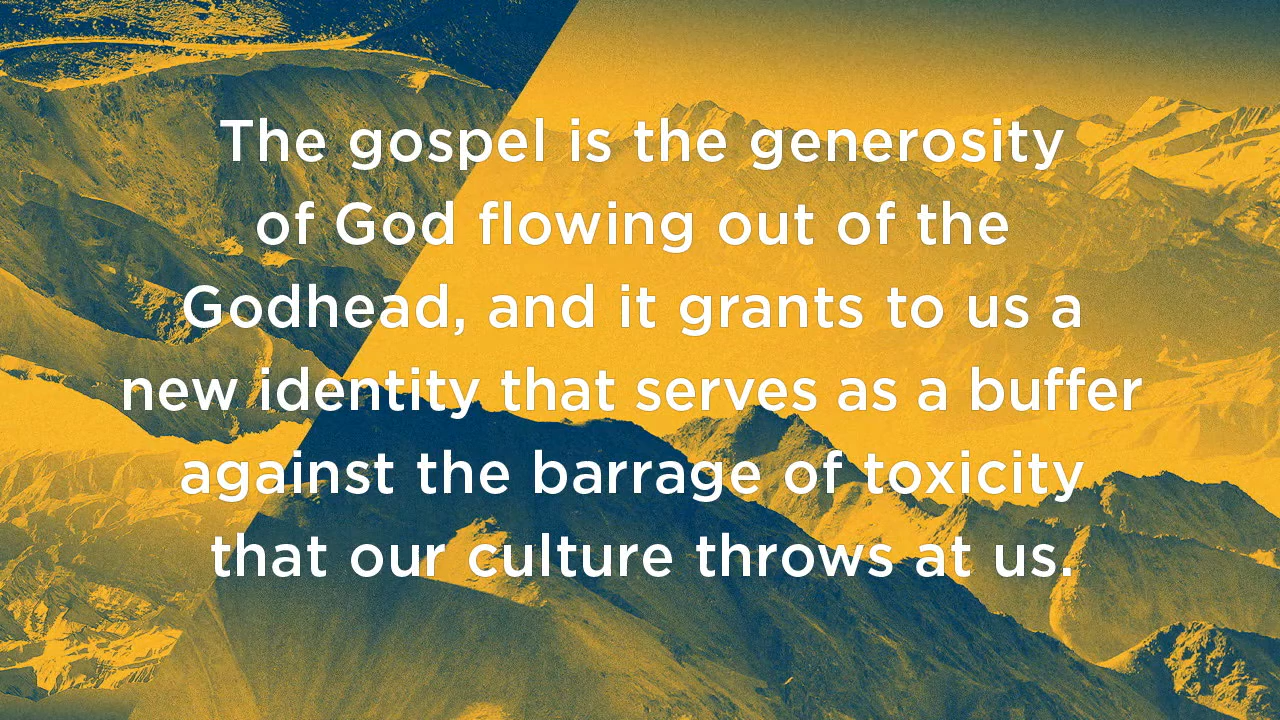 The gospel is the generosity
of God flowing out of the
Godhead, and it grants to us a
new identity that serves as a buffer
against the barrage of toxicity
that our culture throws at us.